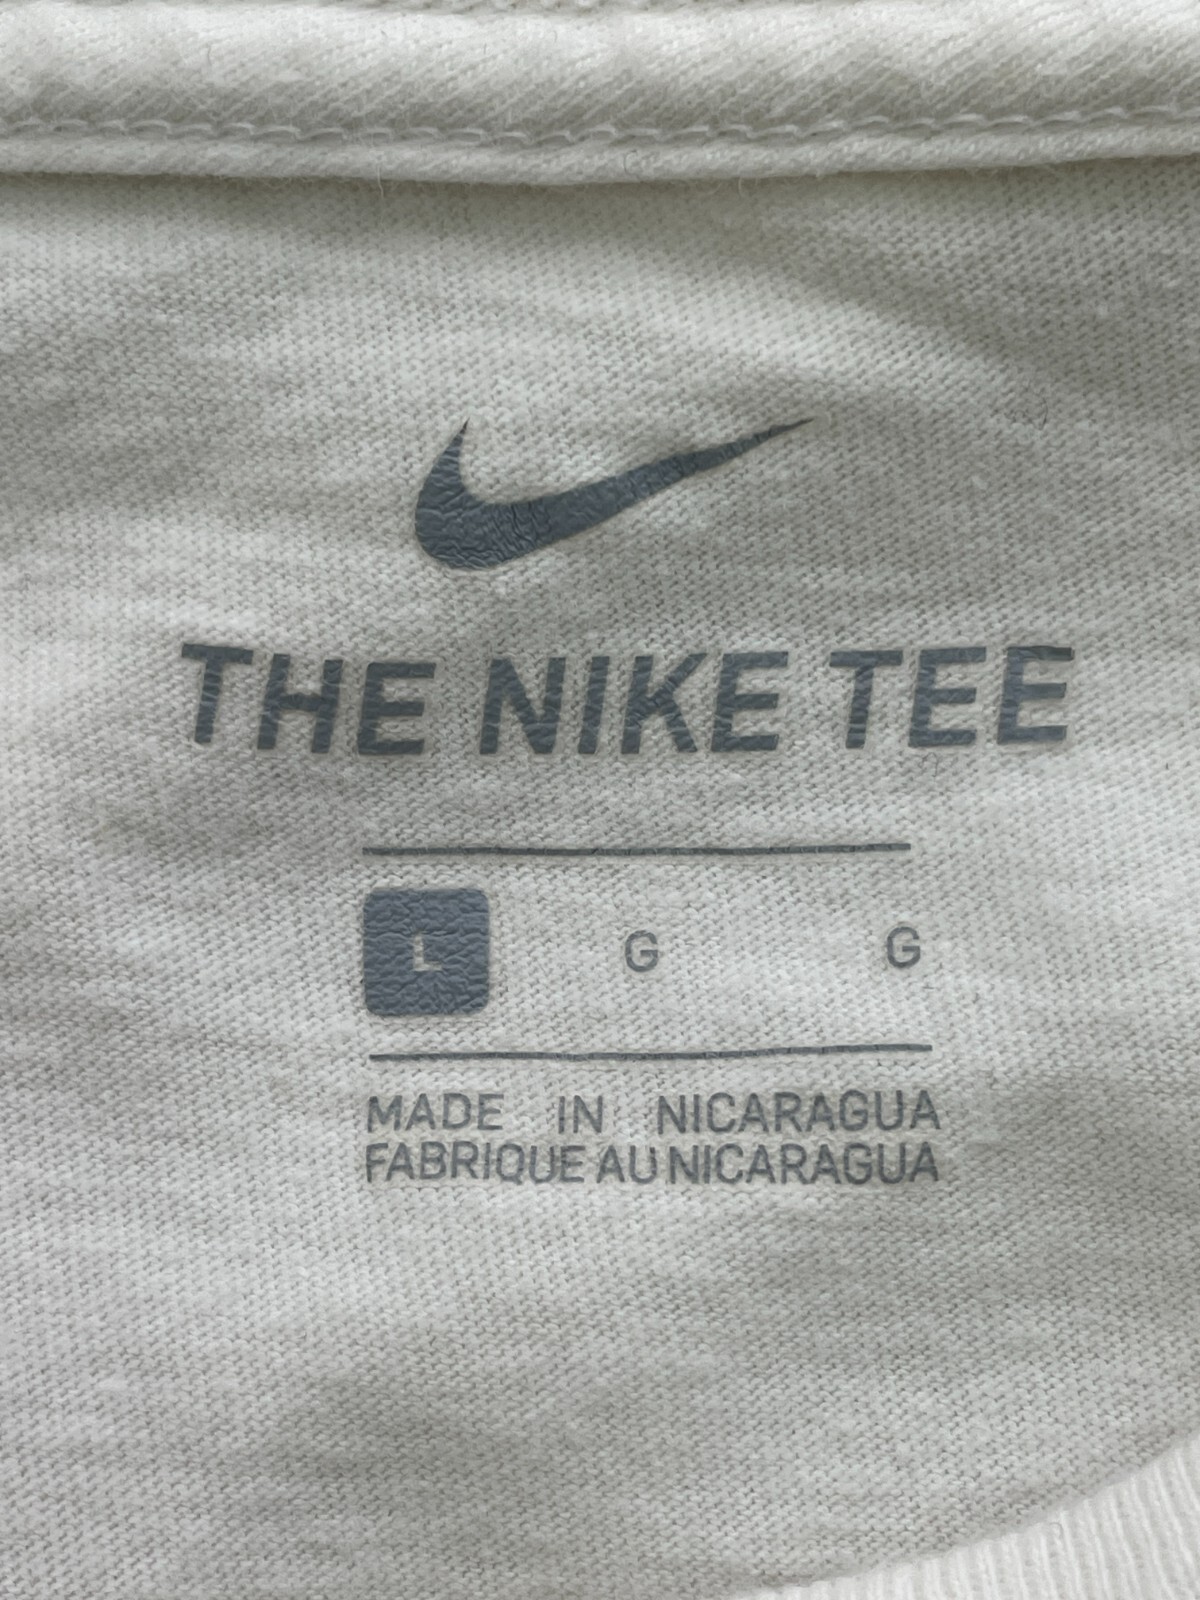 THE NIKE TEE
L G G
MADE IN NICARAGUA
FABRIQUE AU NICARAGUA